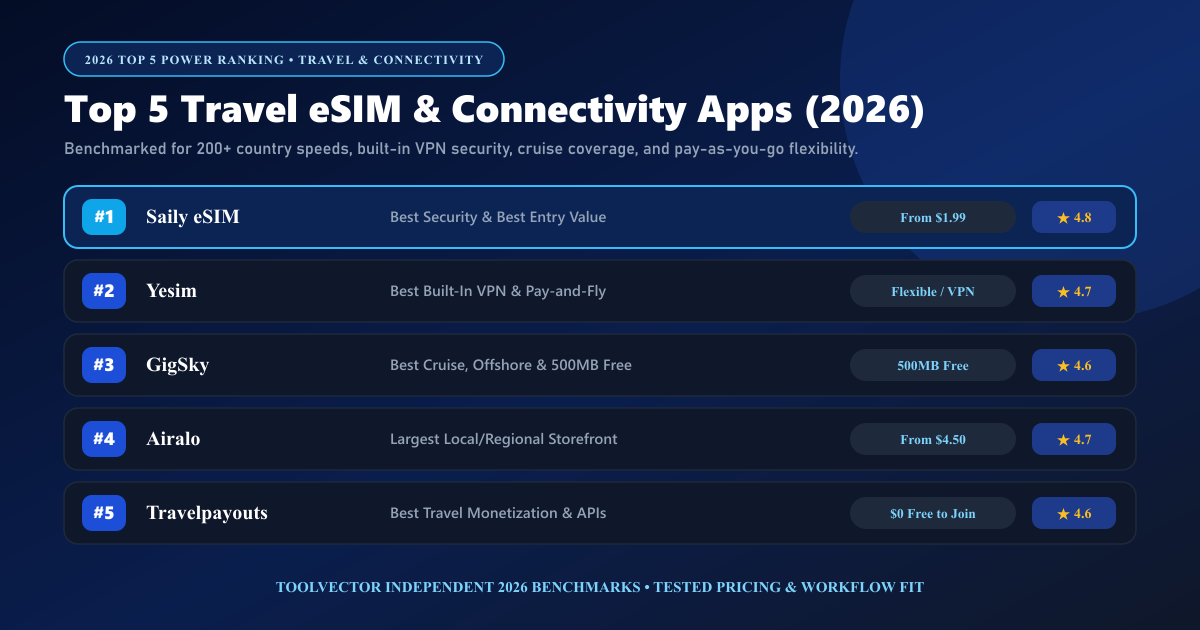 2026 TOP 5 POWER RANKING • TRAVEL & CONNECTIVITY
Top 5 Travel eSIM & Connectivity Apps (2026)
Benchmarked for 200+ country speeds, built-in VPN security, cruise coverage, and pay-as-you-go flexibility.
#1 Saily eSIM Best Security & Best Entry Value From $1.99 ★ 4.8
#2 Yesim Best Built-In VPN & Pay-and-Fly Flexible / VPN ★ 4.7
#3 GigSky Best Cruise, Offshore & 500MB Free 500MB Free ★ 4.6
#4 Airalo Largest Local/Regional Storefront From $4.50 ★ 4.7
#5 Travelpayouts Best Travel Monetization & APIs $0 Free to Join ★ 4.6
TOOLVECTOR INDEPENDENT 2026 BENCHMARKS • TESTED PRICING & WORKFLOW FIT